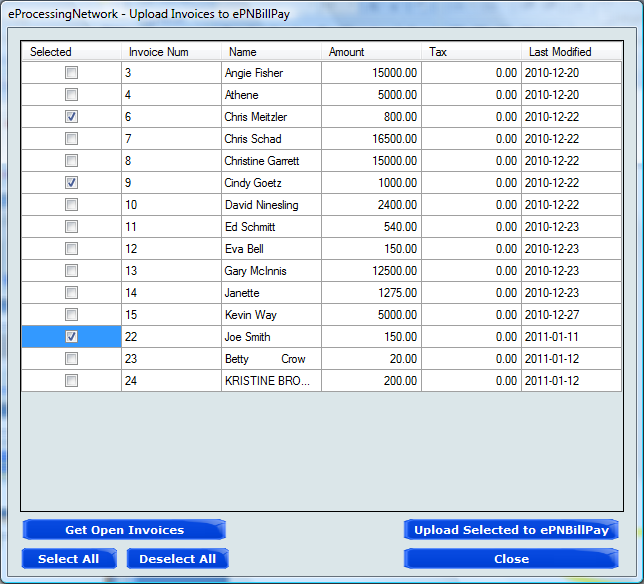 eProcessingNetwork - Upload Invoices to ePNBillPay
Selected Invoice Num Name Amount Tax Last Modified
3 Angie Fisher 15000.00 0.00 2010-12-20
4 Athene 5000.00 0.00 2010-12-20
6 Chris Meitzler 800.00 0.00 2010-12-22
7 Chris Schad 16500.00 0.00 2010-12-22
8 Christine Garrett 15000.00 0.00 2010-12-22
9 Cindy Goetz 1000.00 0.00 2010-12-22
10 David Ninesling 2400.00 0.00 2010-12-22
11 Ed Schmitt 540.00 0.00 2010-12-23
12 Eva Bell 150.00 0.00 2010-12-23
13 Gary McInnis 12500.00 0.00 2010-12-23
14 Janette 1275.00 0.00 2010-12-23
15 Kevin Way 5000.00 0.00 2010-12-27
22 Joe Smith 150.00 0.00 2011-01-11
23 Betty Crow 20.00 0.00 2011-01-12
24 KRISTINE BRO... 200.00 0.00 2011-01-12
Get Open Invoices Upload Selected to ePNBillPay
Select All Deselect All Close